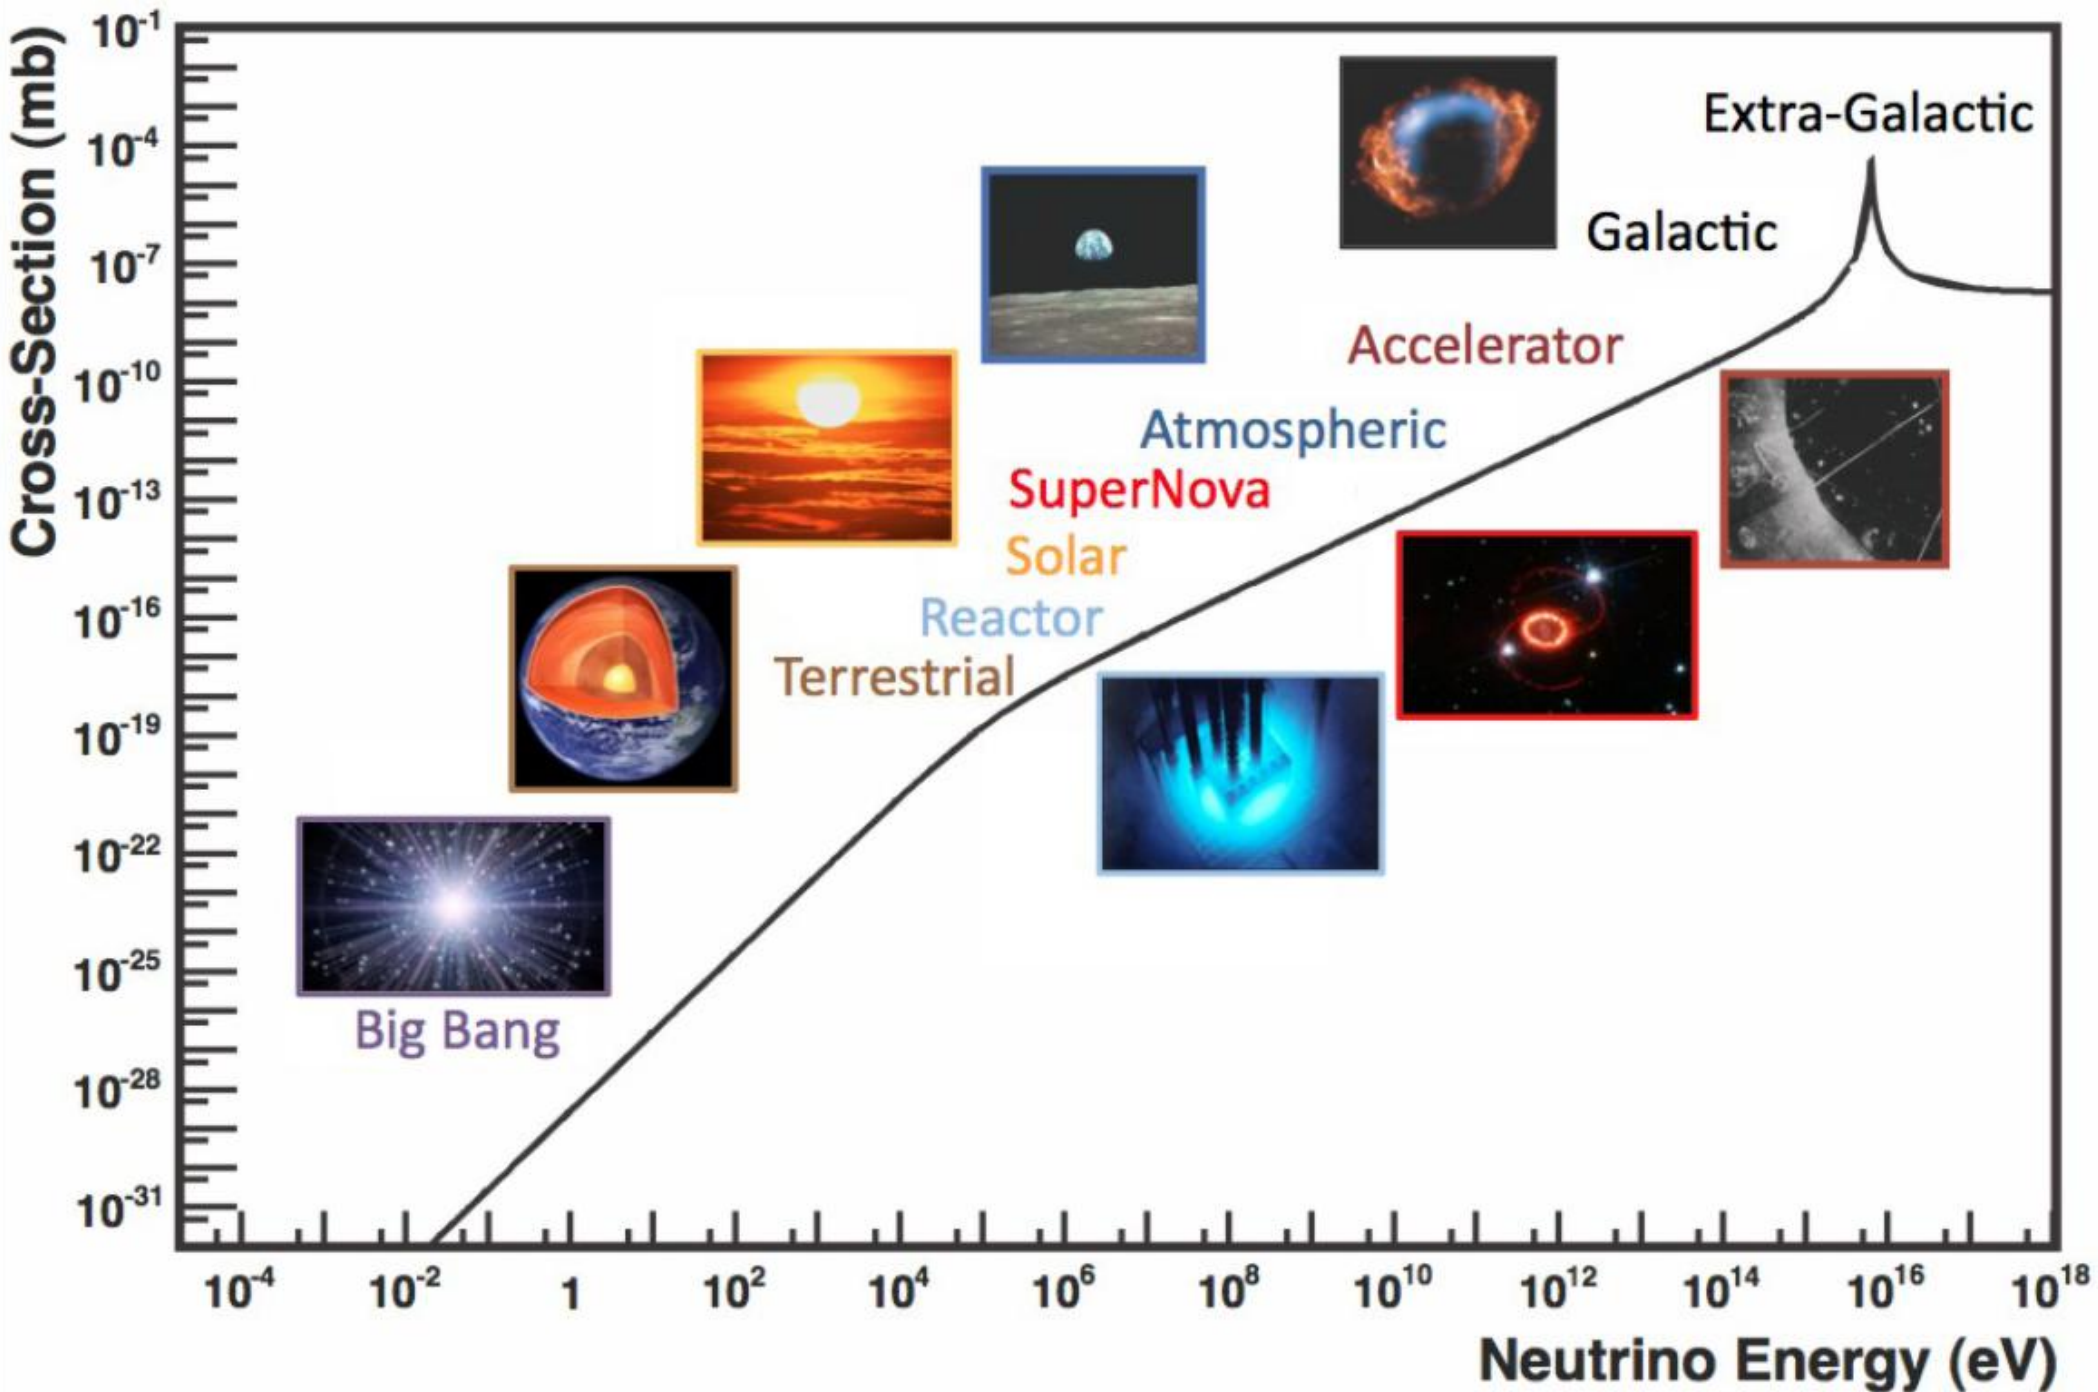 Cross-Section (mb)
10⁻¹
10⁻⁴
10⁻⁷
10⁻¹⁰
10⁻¹³
10⁻¹⁶
10⁻¹⁹
10⁻²²
10⁻²⁵
10⁻²⁸
10⁻³¹
Extra-Galactic
Galactic
Accelerator
Atmospheric
SuperNova
Solar
Reactor
Terrestrial
Big Bang
10⁻⁴ 10⁻² 1 10² 10⁴ 10⁶ 10⁸ 10¹⁰ 10¹² 10¹⁴ 10¹⁶ 10¹⁸
Neutrino Energy (eV)